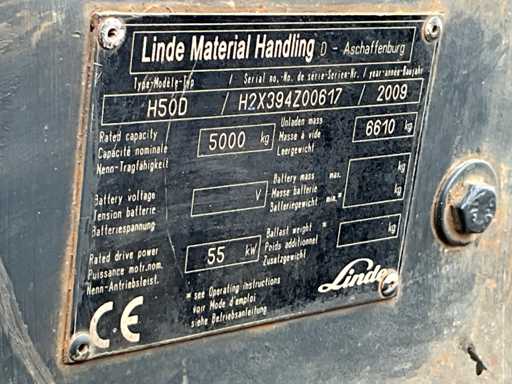 Linde Material Handling D - Aschaffenburg
Type-Modèle-Typ / Serial no.-No. de série-Serien-Nr. / year-année-Baujahr
H50D / H2X394Z00617 / 2009
Rated capacity
Capacité nominale
Nenn-Tragfähigkeit
5000 kg
Unladen mass
Masse à vide
Leergewicht
6610 kg
Battery voltage
Tension batterie
Batteriespannung
V
Battery mass max.
Masse batterie
Batteriegewicht min.*
kg
kg
Rated drive power
Puissance motr.nom.
Nenn-Antriebsleist.
55 kW
Ballast weight *
Poids additionnel
Zusatzgewicht
kg
* see Operating instructions
voir Mode d'emploi
siehe Betriebsanleitung
CE
Linde